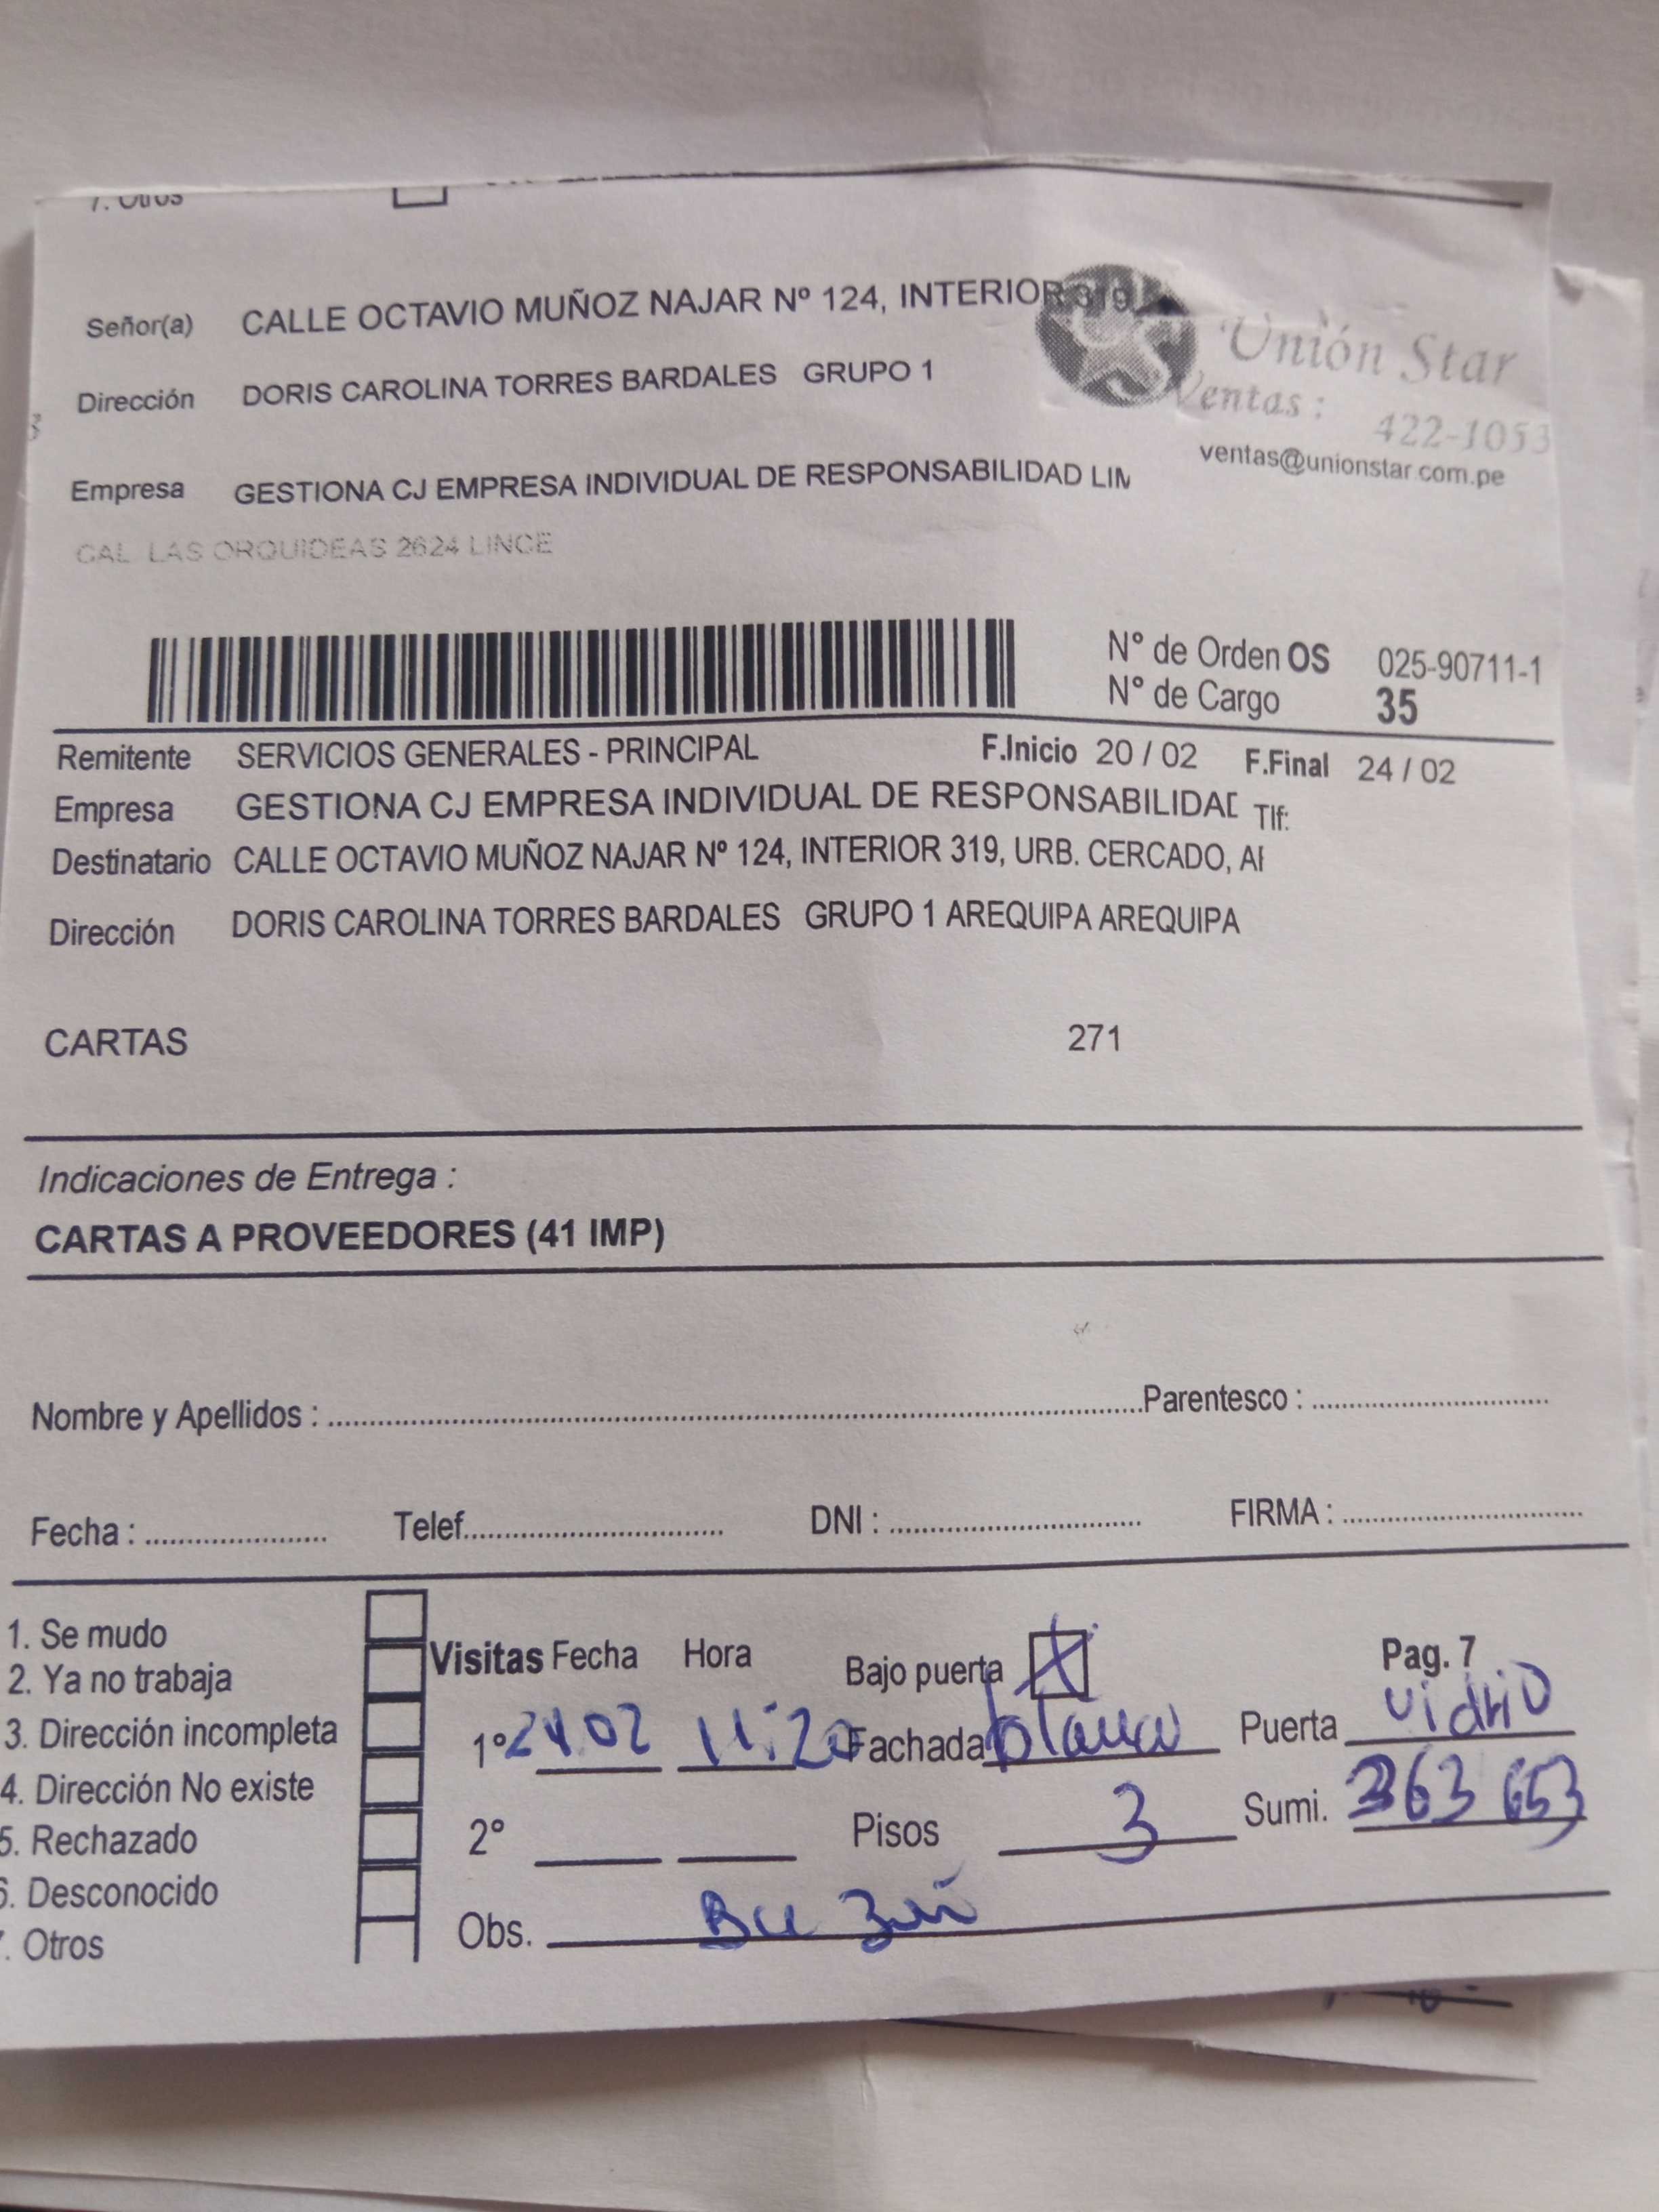 7. Otros
Señor(a) CALLE OCTAVIO MUÑOZ NAJAR Nº 124, INTERIOR 319,
Dirección DORIS CAROLINA TORRES BARDALES GRUPO 1
Unión Star
Ventas :
422-1053
ventas@unionstar.com.pe
Empresa GESTIONA CJ EMPRESA INDIVIDUAL DE RESPONSABILIDAD LIM
CAL LAS ORQUIDEAS 2624 LINCE
Nº de Orden OS 025-90711-1
Nº de Cargo 35
Remitente SERVICIOS GENERALES - PRINCIPAL F.Inicio 20 / 02 F.Final 24 / 02
Empresa GESTIONA CJ EMPRESA INDIVIDUAL DE RESPONSABILIDAD Tlf:
Destinatario CALLE OCTAVIO MUÑOZ NAJAR Nº 124, INTERIOR 319, URB. CERCADO, AI
Dirección DORIS CAROLINA TORRES BARDALES GRUPO 1 AREQUIPA AREQUIPA
CARTAS 271
Indicaciones de Entrega :
CARTAS A PROVEEDORES (41 IMP)
Nombre y Apellidos : Parentesco :
Fecha : Telef. DNI : FIRMA :
1. Se mudo
2. Ya no trabaja
3. Dirección incompleta
4. Dirección No existe
5. Rechazado
6. Desconocido
7. Otros
Visitas Fecha Hora Bajo puerta X Pag. 7
1º 24 02 11:20 Fachada blanca Puerta vidrio
2º Pisos 3 Sumi. 363 653
Obs.